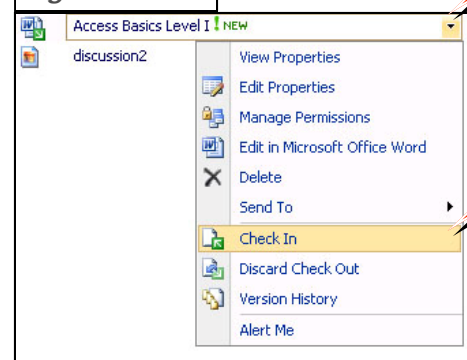 Access Basics Level I ! NEW
discussion2
View Properties
Edit Properties
Manage Permissions
Edit in Microsoft Office Word
Delete
Send To
Check In
Discard Check Out
Version History
Alert Me